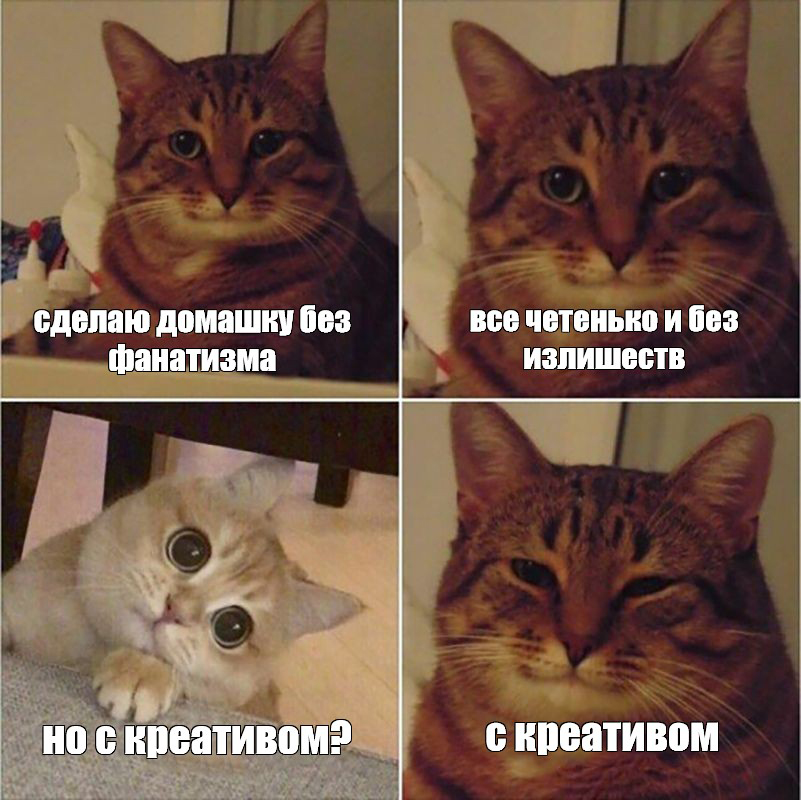 сделаю домашку без
фанатизма
все четенько и без
излишеств
но с креативом?
с креативом